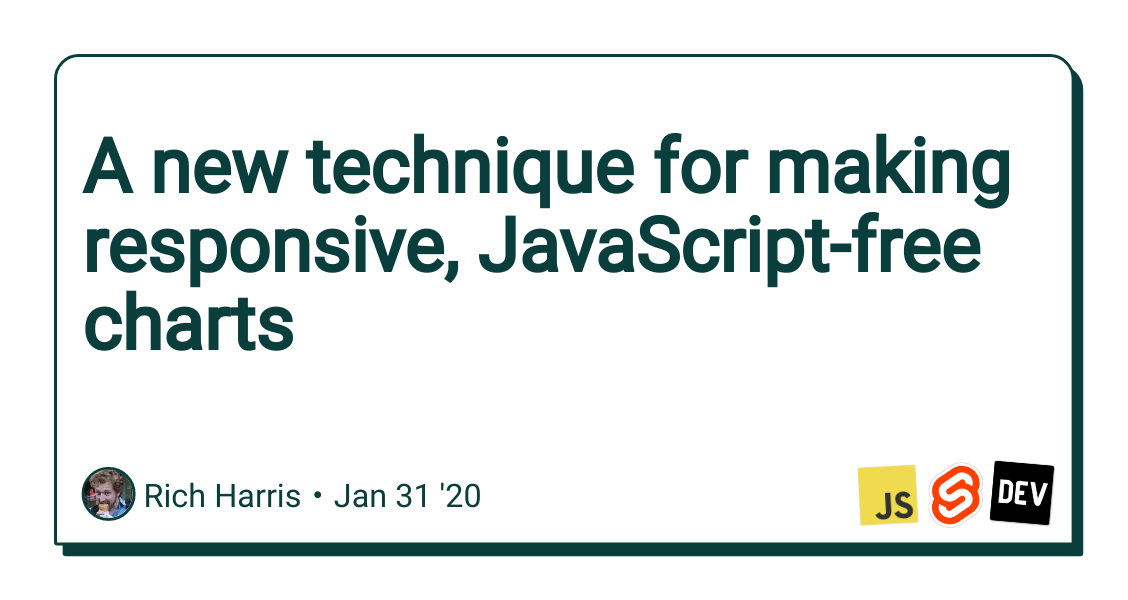 A new technique for making
responsive, JavaScript-free
charts
Rich Harris • Jan 31 '20
JS
DEV